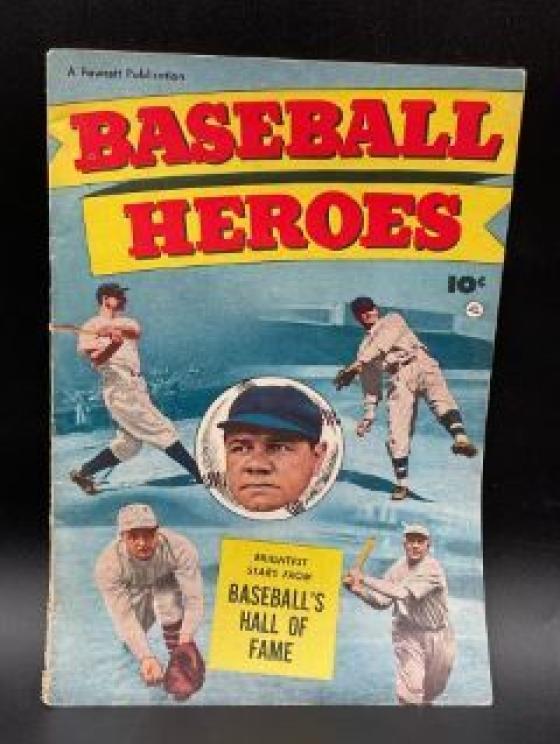 A Fawcett Publication
BASEBALL
HEROES
10¢
BRIGHTEST
STARS FROM
BASEBALL'S
HALL OF
FAME